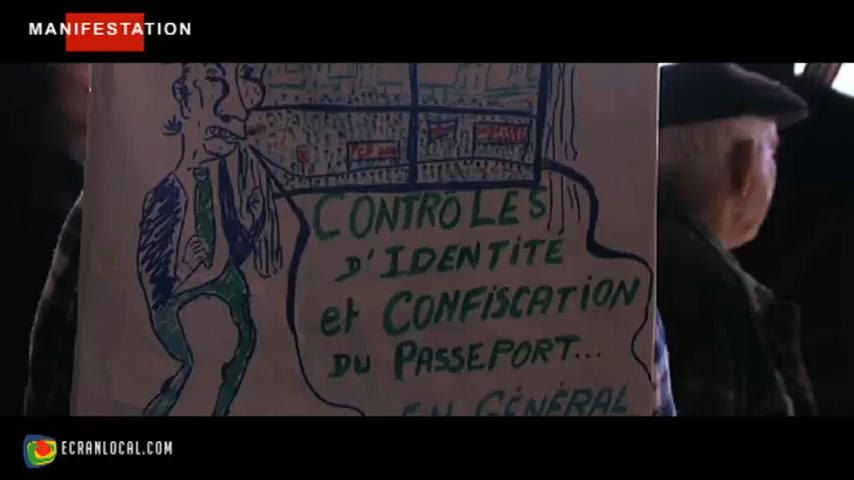 MANIFESTATION
CONTRÔLES
D'IDENTITE
et CONFISCATION
DU PASSEPORT...
EN GÉNÉRAL
ECRANLOCAL.COM